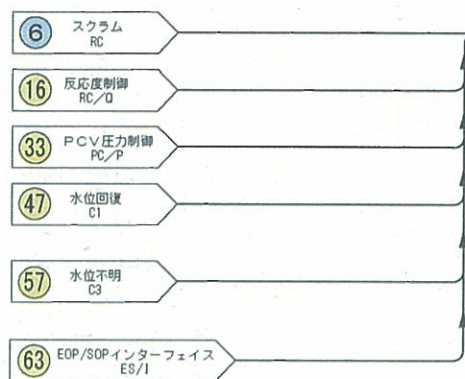 6 スクラム
RC
16 反応度制御
RC/Q
33 PCV圧力制御
PC/P
47 水位回復
C1
57 水位不明
C3
63 EOP/SOPインターフェイス
ES/I